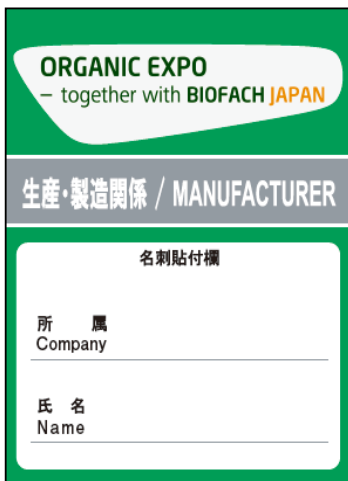 ORGANIC EXPO
– together with BIOFACH JAPAN
生産・製造関係 / MANUFACTURER
名刺貼付欄
所　属
Company
氏 名
Name